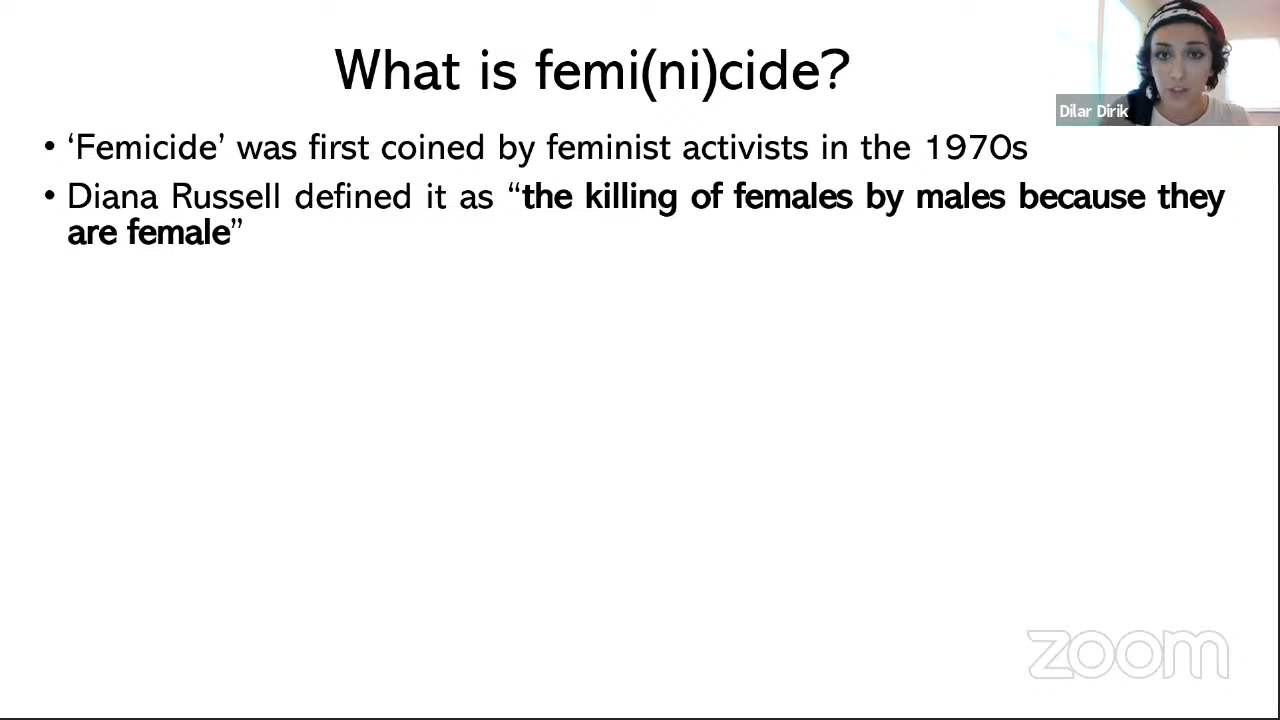 What is femi(ni)cide?
Dilar Dirik
• ‘Femicide’ was first coined by feminist activists in the 1970s
• Diana Russell defined it as “the killing of females by males because they
are female”
zoom